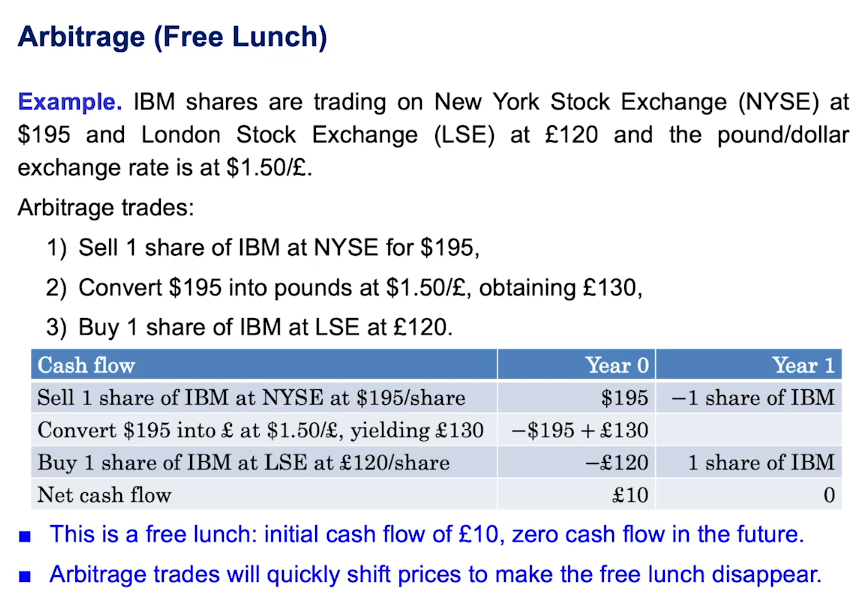 Arbitrage (Free Lunch)
Example. IBM shares are trading on New York Stock Exchange (NYSE) at
$195 and London Stock Exchange (LSE) at £120 and the pound/dollar
exchange rate is at $1.50/£.
Arbitrage trades:
1) Sell 1 share of IBM at NYSE for $195,
2) Convert $195 into pounds at $1.50/£, obtaining £130,
3) Buy 1 share of IBM at LSE at £120.
Cash flow Year 0 Year 1
Sell 1 share of IBM at NYSE at $195/share $195 −1 share of IBM
Convert $195 into £ at $1.50/£, yielding £130 −$195 + £130
Buy 1 share of IBM at LSE at £120/share −£120 1 share of IBM
Net cash flow £10 0
■ This is a free lunch: initial cash flow of £10, zero cash flow in the future.
■ Arbitrage trades will quickly shift prices to make the free lunch disappear.